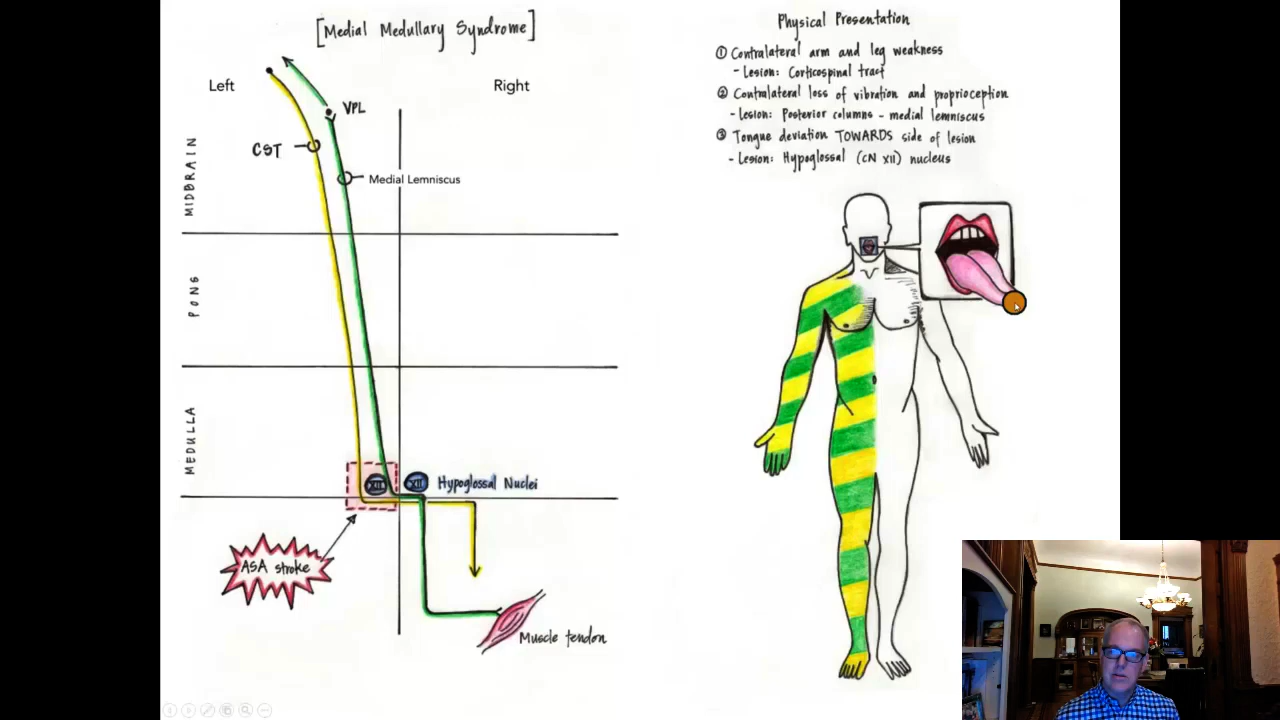 [Medial Medullary Syndrome]
Left
Right
VPL
CST
Medial Lemniscus
MIDBRAIN
PONS
MEDULLA
XII
XII
Hypoglossal Nuclei
ASA stroke
Muscle tendon
Physical Presentation
① Contralateral arm and leg weakness
- Lesion: Corticospinal tract
② Contralateral loss of vibration and proprioception
- Lesion: Posterior columns - medial lemniscus
③ Tongue deviation TOWARDS side of lesion
- Lesion: Hypoglossal (CN XII) nucleus